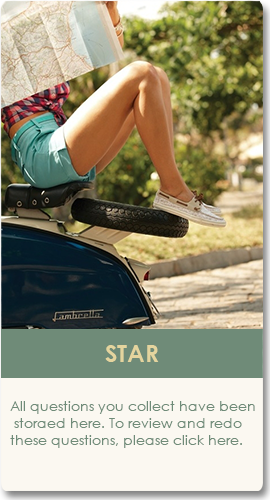 Lambretta
STAR
All questions you collect have been
storaed here. To review and redo
these questions, please click here.